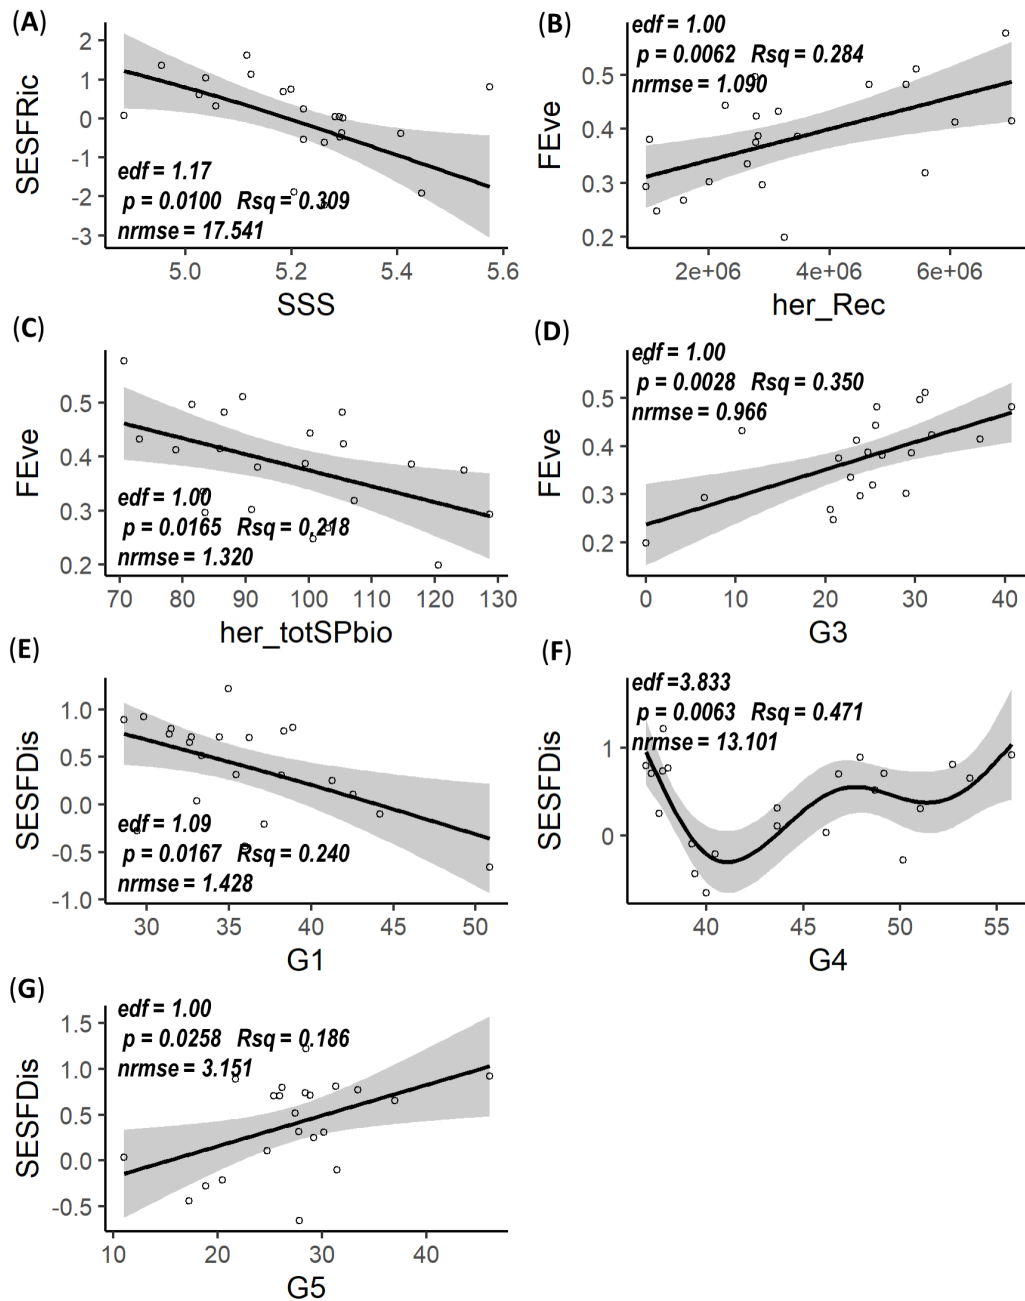 (A)
2
1
0
-1
-2
-3
SESFRic
edf = 1.17
p = 0.0100 Rsq = 0.309
nrmse = 17.541
5.0 5.2 5.4 5.6
SSS
(B)
edf = 1.00
p = 0.0062 Rsq = 0.284
nrmse = 1.090
0.5
0.4
0.3
0.2
FEve
2e+06 4e+06 6e+06
her_Rec
(C)
0.5
0.4
0.3
0.2
FEve
edf = 1.00
p = 0.0165 Rsq = 0.218
nrmse = 1.320
70 80 90 100 110 120 130
her_totSPbio
(D)
edf = 1.00
p = 0.0028 Rsq = 0.350
nrmse = 0.966
0.5
0.4
0.3
0.2
FEve
0 10 20 30 40
G3
(E)
1.0
0.5
0.0
-0.5
-1.0
SESFDis
edf = 1.09
p = 0.0167 Rsq = 0.240
nrmse = 1.428
30 35 40 45 50
G1
(F)
edf =3.833
p = 0.0063 Rsq = 0.471
nrmse = 13.101
1
0
SESFDis
40 45 50 55
G4
(G)
edf = 1.00
p = 0.0258 Rsq = 0.186
nrmse = 3.151
1.5
1.0
0.5
0.0
-0.5
SESFDis
10 20 30 40
G5